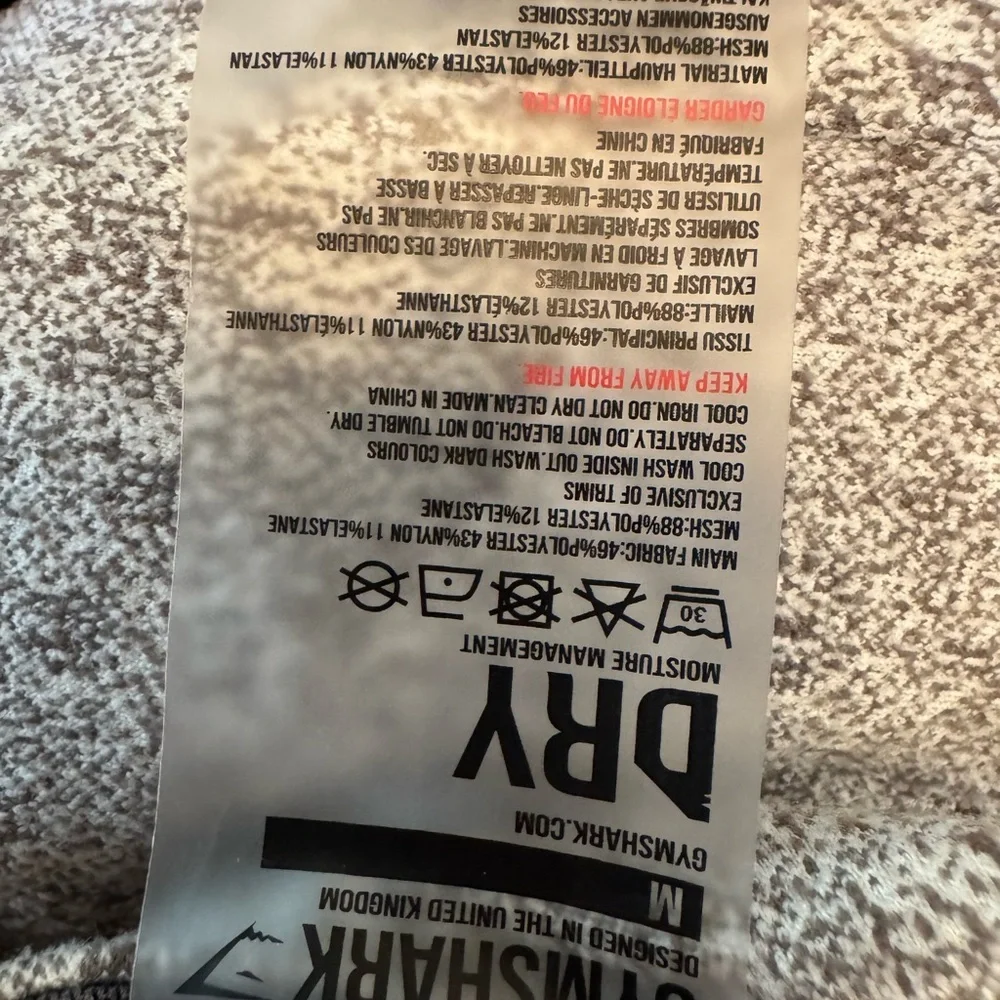 GYMSHARK
DESIGNED IN THE UNITED KINGDOM
M
GYMSHARK.COM
DRY
MOISTURE MANAGEMENT
30
MAIN FABRIC:46%POLYESTER 43%NYLON 11%ELASTANE
MESH:88%POLYESTER 12%ELASTANE
EXCLUSIVE OF TRIMS
COOL WASH INSIDE OUT.WASH DARK COLOURS
SEPARATELY.DO NOT BLEACH.DO NOT TUMBLE DRY.
COOL IRON.DO NOT DRY CLEAN.MADE IN CHINA
KEEP AWAY FROM FIRE.
TISSU PRINCIPAL:46%POLYESTER 43%NYLON 11%ÉLASTHANNE
MAILLE:88%POLYESTER 12%ÉLASTHANNE
EXCLUSIF DE GARNITURES
LAVAGE À FROID EN MACHINE.LAVAGE DES COULEURS
SOMBRES SÉPARÉMENT.NE PAS BLANCHIR.NE PAS
UTILISER DE SÈCHE-LINGE.REPASSER À BASSE
TEMPÉRATURE.NE PAS NETTOYER À SEC.
FABRIQUÉ EN CHINE
GARDER ÉLOIGNÉ DU FEU.
MATERIAL HAUPTTEIL:46%POLYESTER 43%NYLON 11%ELASTAN
MESH:88%POLYESTER 12%ELASTAN
AUSGENOMMEN ACCESSOIRES